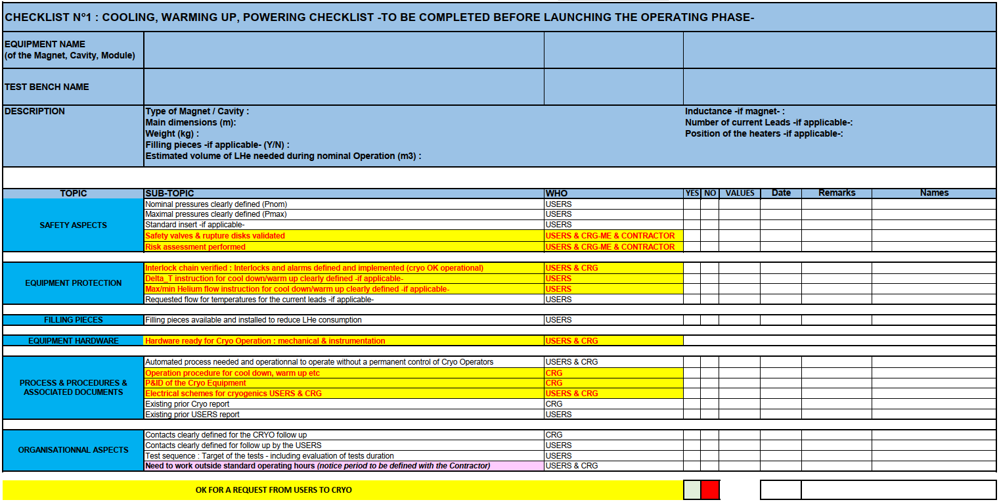 CHECKLIST N°1 : COOLING, WARMING UP, POWERING CHECKLIST -TO BE COMPLETED BEFORE LAUNCHING THE OPERATING PHASE-
EQUIPMENT NAME
(of the Magnet, Cavity, Module)
TEST BENCH NAME
DESCRIPTION
Type of Magnet / Cavity :
Main dimensions (m):
Weight (kg) :
Filling pieces -if applicable- (Y/N) :
Estimated volume of LHe needed during nominal Operation (m3) :
Inductance -if magnet- :
Number of current Leads -if applicable-:
Position of the heaters -if applicable-:
TOPIC SUB-TOPIC WHO YES NO VALUES Date Remarks Names
SAFETY ASPECTS
Nominal pressures clearly defined (Pnom) USERS
Maximal pressures clearly defined (Pmax) USERS
Standard insert -if applicable- USERS
Safety valves & rupture disks validated USERS & CRG-ME & CONTRACTOR
Risk assessment performed USERS & CRG-ME & CONTRACTOR
EQUIPMENT PROTECTION
Interlock chain verified : Interlocks and alarms defined and implemented (cryo OK operational) USERS & CRG
Delta_T instruction for cool down/warm up clearly defined -if applicable- USERS
Max/min Helium flow instruction for cool down/warm up clearly defined -if applicable- USERS
Requested flow for temperatures for the current leads -if applicable- USERS
FILLING PIECES Filling pieces available and installed to reduce LHe consumption USERS
EQUIPMENT HARDWARE Hardware ready for Cryo Operation : mechanical & instrumentation USERS & CRG
PROCESS & PROCEDURES &
ASSOCIATED DOCUMENTS
Automated process needed and operationnal to operate without a permanent control of Cryo Operators USERS & CRG
Operation procedure for cool down, warm up etc CRG
P&ID of the Cryo Equipment CRG
Electrical schemes for cryogenics USERS & CRG USERS & CRG
Existing prior Cryo report CRG
Existing prior USERS report USERS
ORGANISATIONNAL ASPECTS
Contacts clearly defined for the CRYO follow up CRG
Contacts clearly defined for follow up by the USERS USERS
Test sequence : Target of the tests - including evaluation of tests duration USERS
Need to work outside standard operating hours (notice period to be defined with the Contractor) USERS & CRG
OK FOR A REQUEST FROM USERS TO CRYO